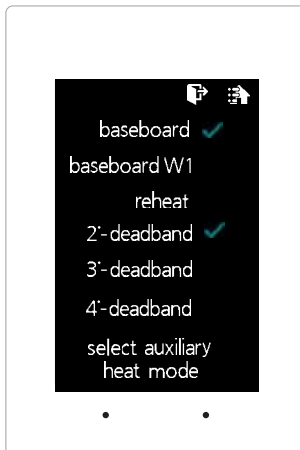 baseboard
baseboard W1
reheat
2°-deadband
3°-deadband
4°-deadband
select auxiliary
heat mode